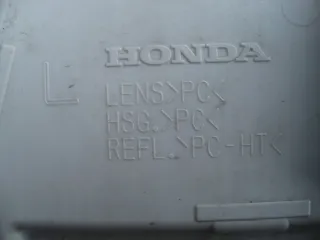 HONDA
L
LENS>PC<
HSG.>PC<
REFL.>PC-HT<